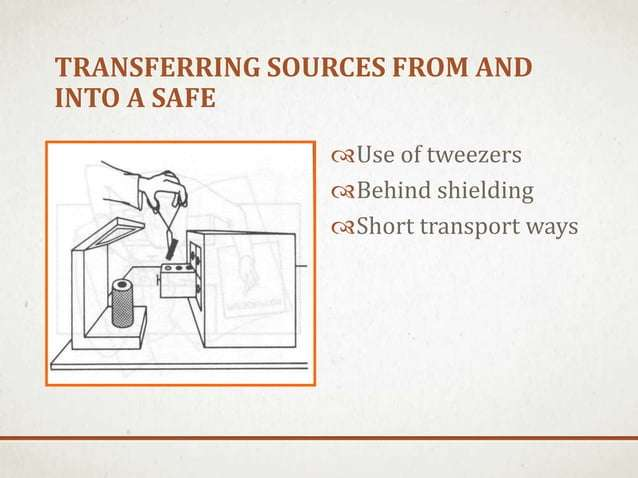 TRANSFERRING SOURCES FROM AND
INTO A SAFE
Use of tweezers
Behind shielding
Short transport ways